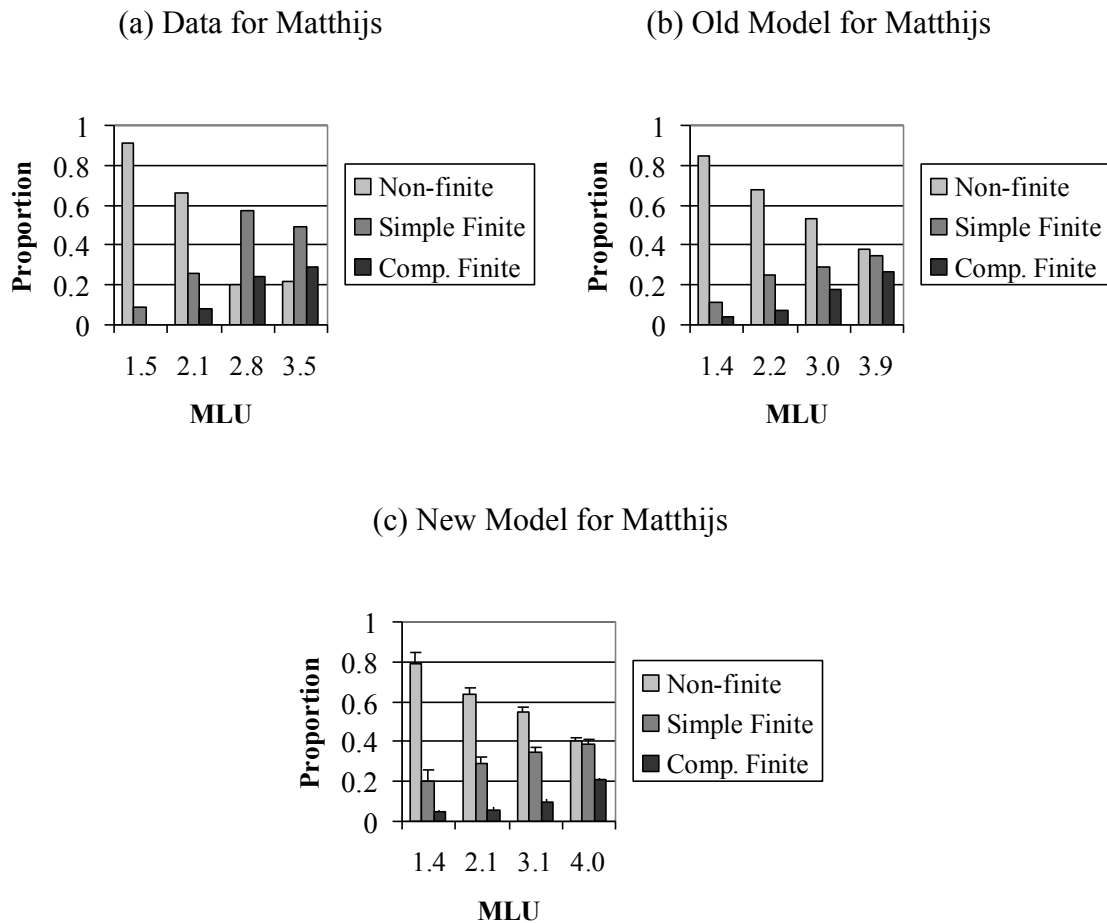 (a) Data for Matthijs
(b) Old Model for Matthijs
Proportion
1
0.8
0.6
0.4
0.2
0
1.5 2.1 2.8 3.5
MLU
Non-finite
Simple Finite
Comp. Finite
Proportion
1
0.8
0.6
0.4
0.2
0
1.4 2.2 3.0 3.9
MLU
Non-finite
Simple Finite
Comp. Finite
(c) New Model for Matthijs
Proportion
1
0.8
0.6
0.4
0.2
0
1.4 2.1 3.1 4.0
MLU
Non-finite
Simple Finite
Comp. Finite